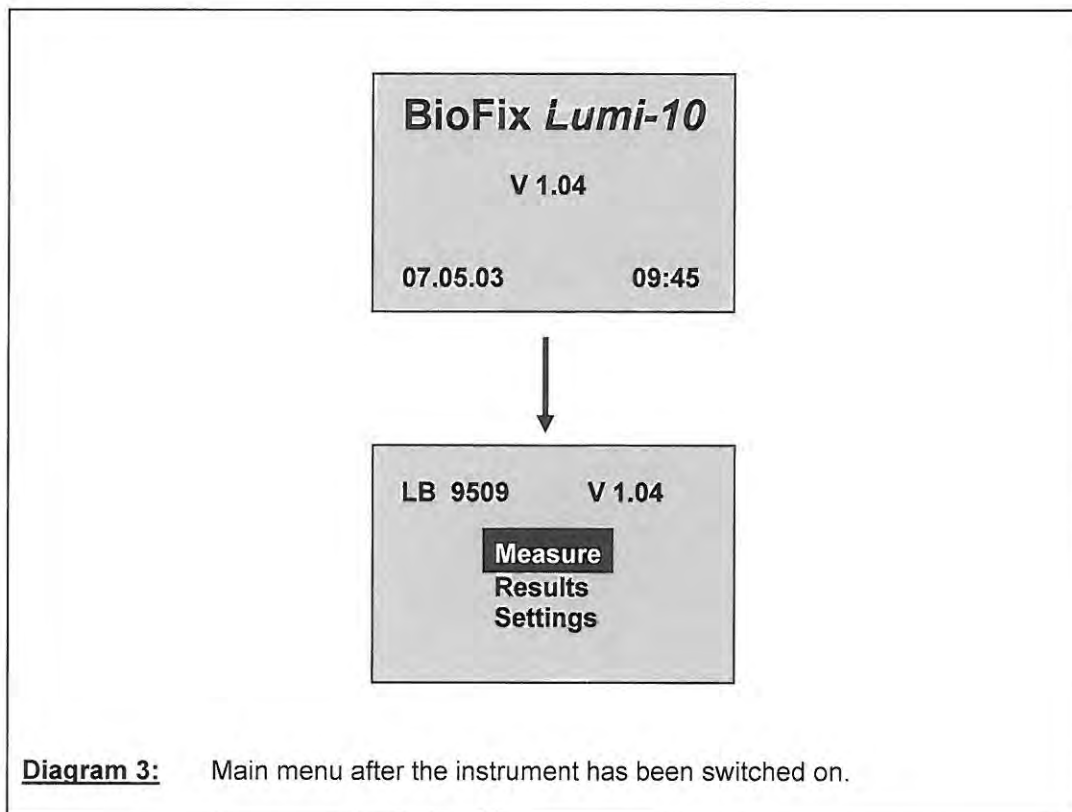 BioFix Lumi-10
V 1.04
07.05.03 09:45
LB 9509 V 1.04
Measure
Results
Settings
Diagram 3: Main menu after the instrument has been switched on.